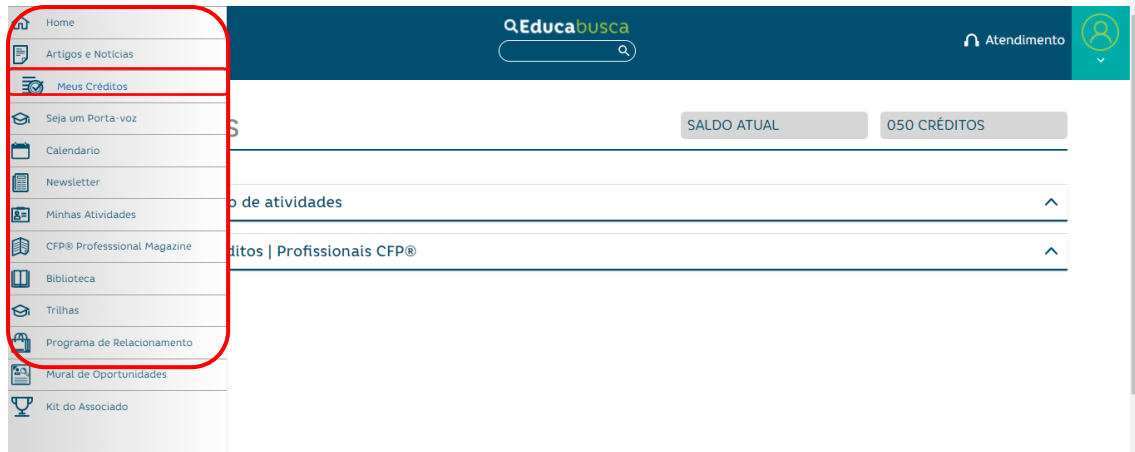 Home
Artigos e Notícias
Meus Créditos
Seja um Porta-voz
Calendario
Newsletter
Minhas Atividades
CFP® Professsional Magazine
Biblioteca
Trilhas
Programa de Relacionamento
Mural de Oportunidades
Kit do Associado
Educabusca
Atendimento
s
SALDO ATUAL
050 CRÉDITOS
o de atividades
ditos | Profissionais CFP®